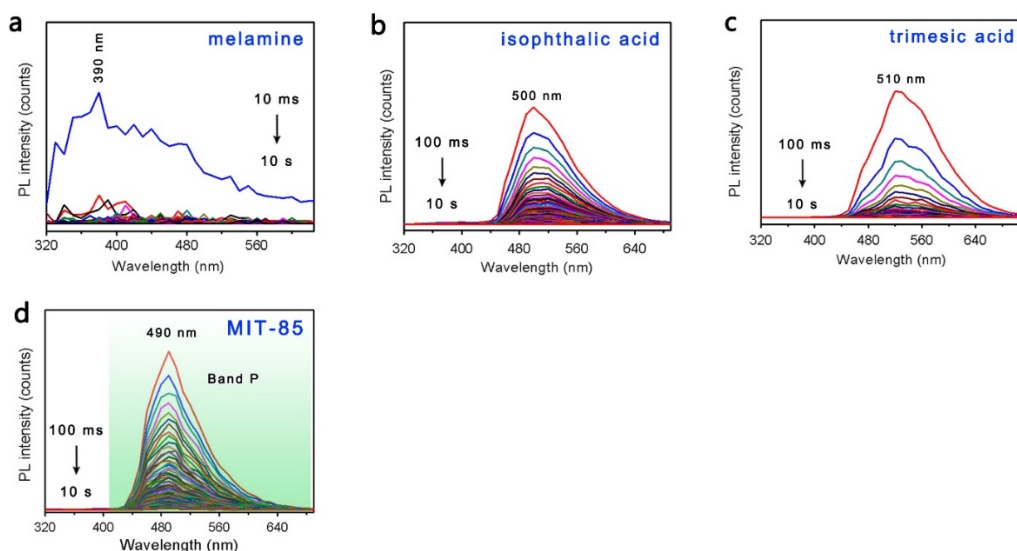 a
melamine
390 nm
10 ms
10 s
PL intensity (counts)
320 400 480 560
Wavelength (nm)
b
isophthalic acid
500 nm
100 ms
10 s
PL intensity (counts)
320 400 480 560 640
Wavelength (nm)
c
trimesic acid
510 nm
100 ms
10 s
PL intensity (counts)
320 400 480 560 640
Wavelength (nm)
d
MIT-85
490 nm
Band P
100 ms
10 s
PL intensity (counts)
320 400 480 560 640
Wavelength (nm)